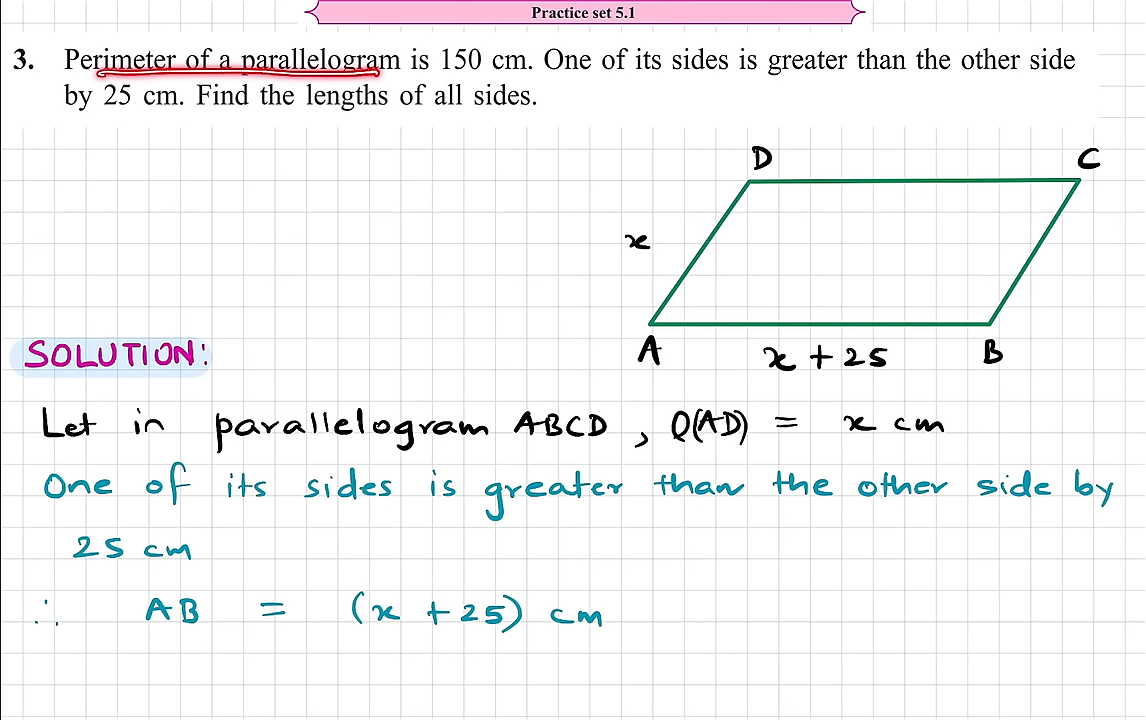 Practice set 5.1
3. Perimeter of a parallelogram is 150 cm. One of its sides is greater than the other side
by 25 cm. Find the lengths of all sides.
D C
x
A x + 25 B
SOLUTION:
Let in parallelogram ABCD, l(AD) = x cm
One of its sides is greater than the other side by
25 cm
∴ AB = (x + 25) cm